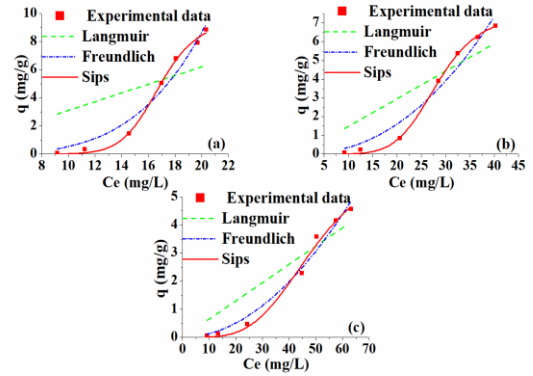 10
8
6
4
2
0
q (mg/g)
Experimental data
Langmuir
Freundlich
Sips
(a)
8 10 12 14 16 18 20 22
Ce (mg/L)
7
6
5
4
3
2
1
0
q (mg/g)
Experimental data
Langmuir
Freundlich
Sips
(b)
5 10 15 20 25 30 35 40 45
Ce (mg/L)
5
4
3
2
1
0
q (mg/g)
Experimental data
Langmuir
Freundlich
Sips
(c)
0 10 20 30 40 50 60 70
Ce (mg/L)